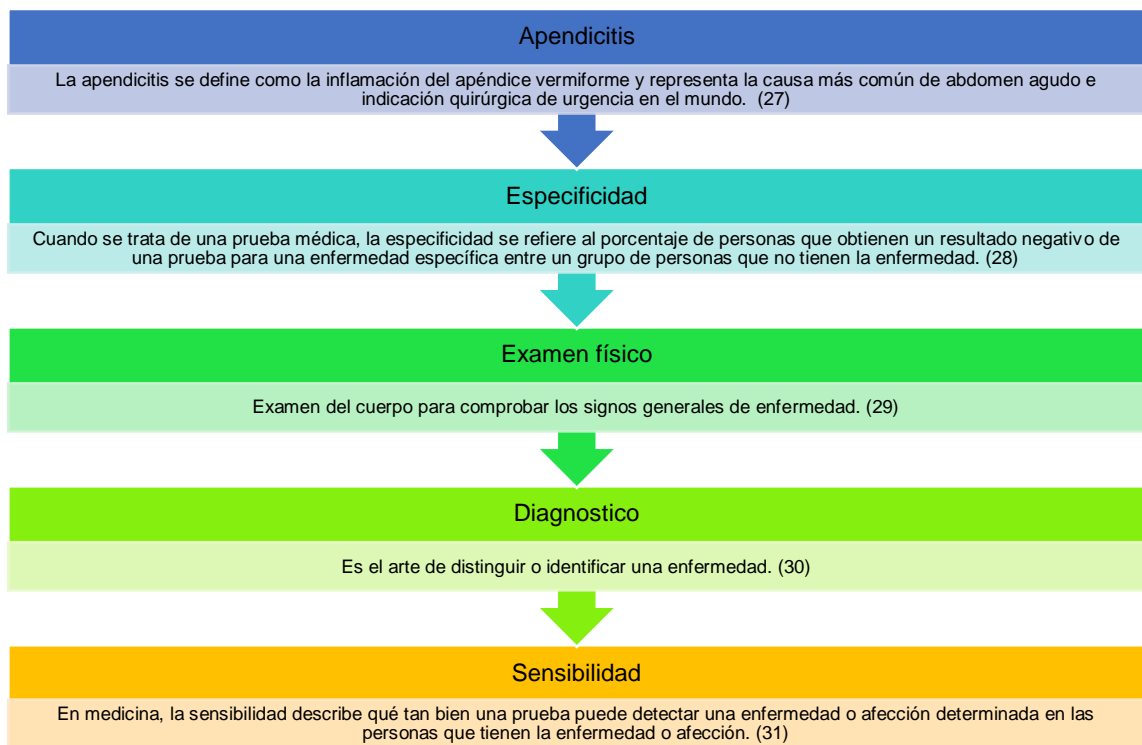 Apendicitis
La apendicitis se define como la inflamación del apéndice vermiforme y representa la causa más común de abdomen agudo e
indicación quirúrgica de urgencia en el mundo. (27)
Especificidad
Cuando se trata de una prueba médica, la especificidad se refiere al porcentaje de personas que obtienen un resultado negativo de
una prueba para una enfermedad específica entre un grupo de personas que no tienen la enfermedad. (28)
Examen físico
Examen del cuerpo para comprobar los signos generales de enfermedad. (29)
Diagnostico
Es el arte de distinguir o identificar una enfermedad. (30)
Sensibilidad
En medicina, la sensibilidad describe qué tan bien una prueba puede detectar una enfermedad o afección determinada en las
personas que tienen la enfermedad o afección. (31)